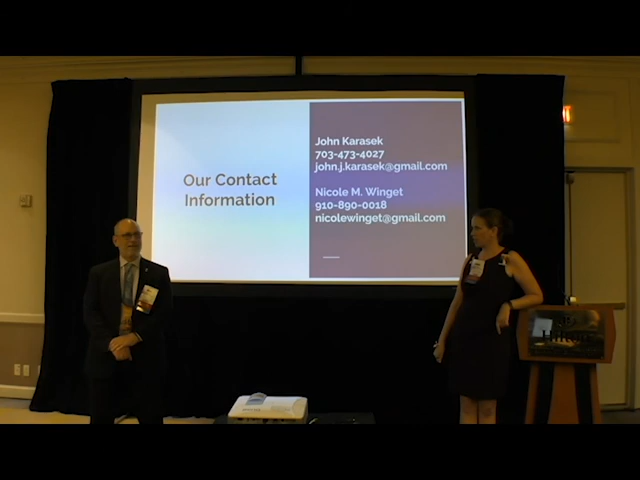 Our Contact
Information
John Karasek
703-473-4027
john.j.karasek@gmail.com
Nicole M. Winget
910-890-0018
nicolewinget@gmail.com
Hilton